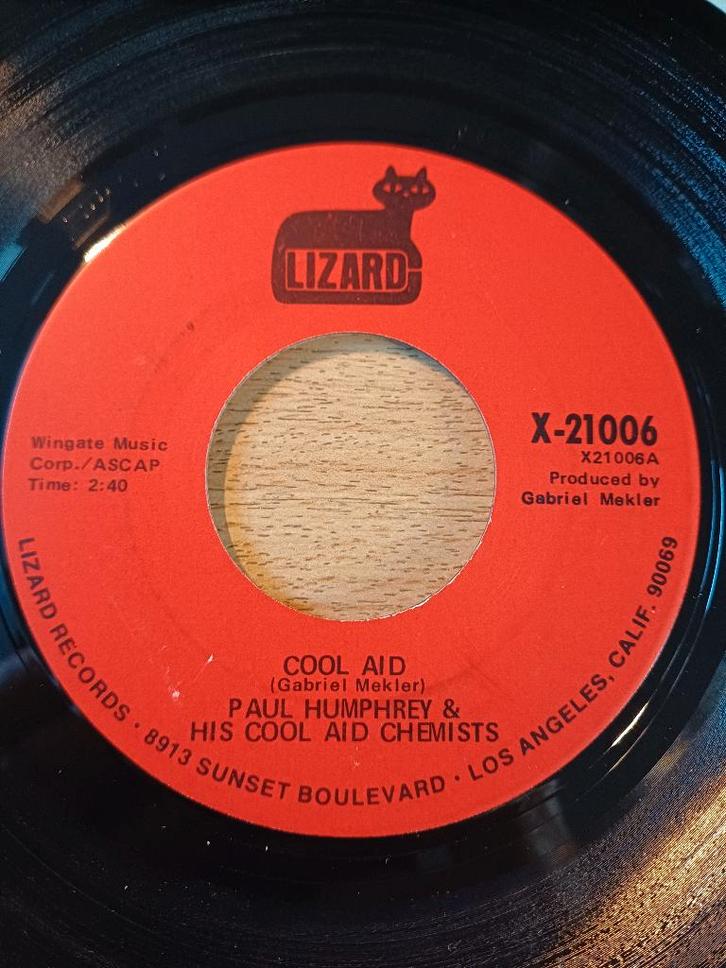 LIZARD
Wingate Music
Corp./ASCAP
Time: 2:40
X-21006
X21006A
Produced by
Gabriel Mekler
COOL AID
(Gabriel Mekler)
PAUL HUMPHREY &
HIS COOL AID CHEMISTS
LIZARD RECORDS · 8913 SUNSET BOULEVARD · LOS ANGELES, CALIF. 90069